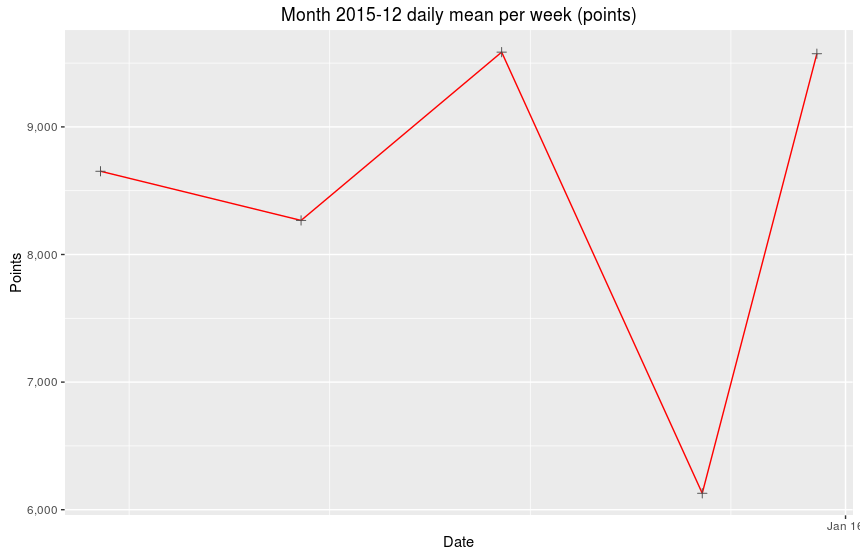 Month 2015-12 daily mean per week (points)
9,000
8,000
7,000
6,000
Points
Jan 16
Date